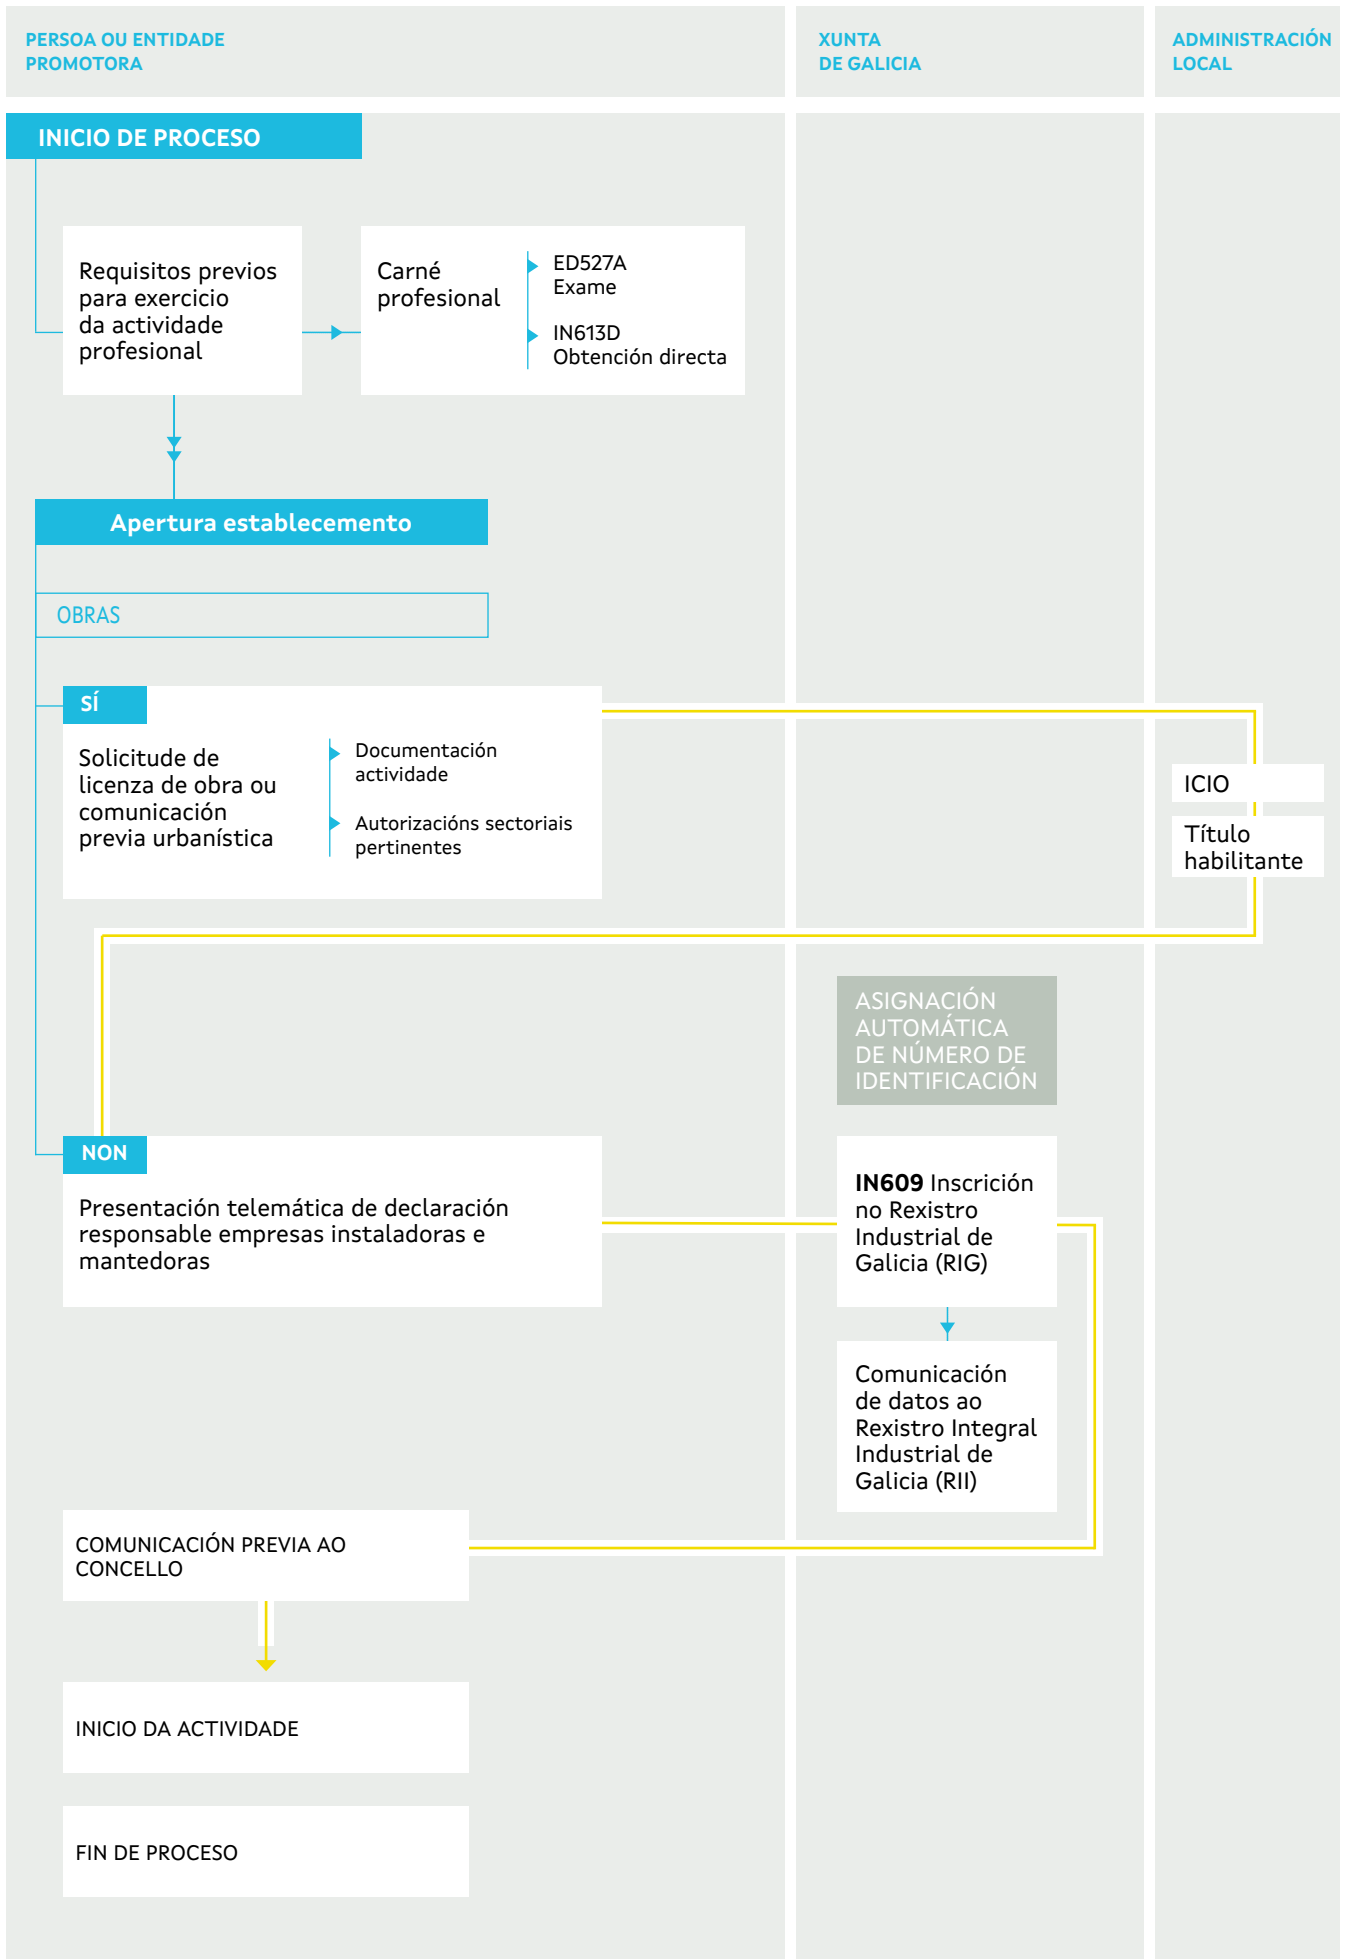 PERSOA OU ENTIDADE
PROMOTORA
XUNTA
DE GALICIA
ADMINISTRACIÓN
LOCAL
INICIO DE PROCESO
Requisitos previos
para exercicio
da actividade
profesional
Carné
profesional
ED527A
Exame
IN613D
Obtención directa
Apertura establecemento
OBRAS
SÍ
Solicitude de
licenza de obra ou
comunicación
previa urbanística
Documentación
actividade
Autorizacións sectoriais
pertinentes
ICIO
Título
habilitante
ASIGNACIÓN
AUTOMÁTICA
DE NÚMERO DE
IDENTIFICACIÓN
NON
Presentación telemática de declaración
responsable empresas instaladoras e
mantedoras
IN609 Inscrición
no Rexistro
Industrial de
Galicia (RIG)
Comunicación
de datos ao
Rexistro Integral
Industrial de
Galicia (RII)
COMUNICACIÓN PREVIA AO
CONCELLO
INICIO DA ACTIVIDADE
FIN DE PROCESO